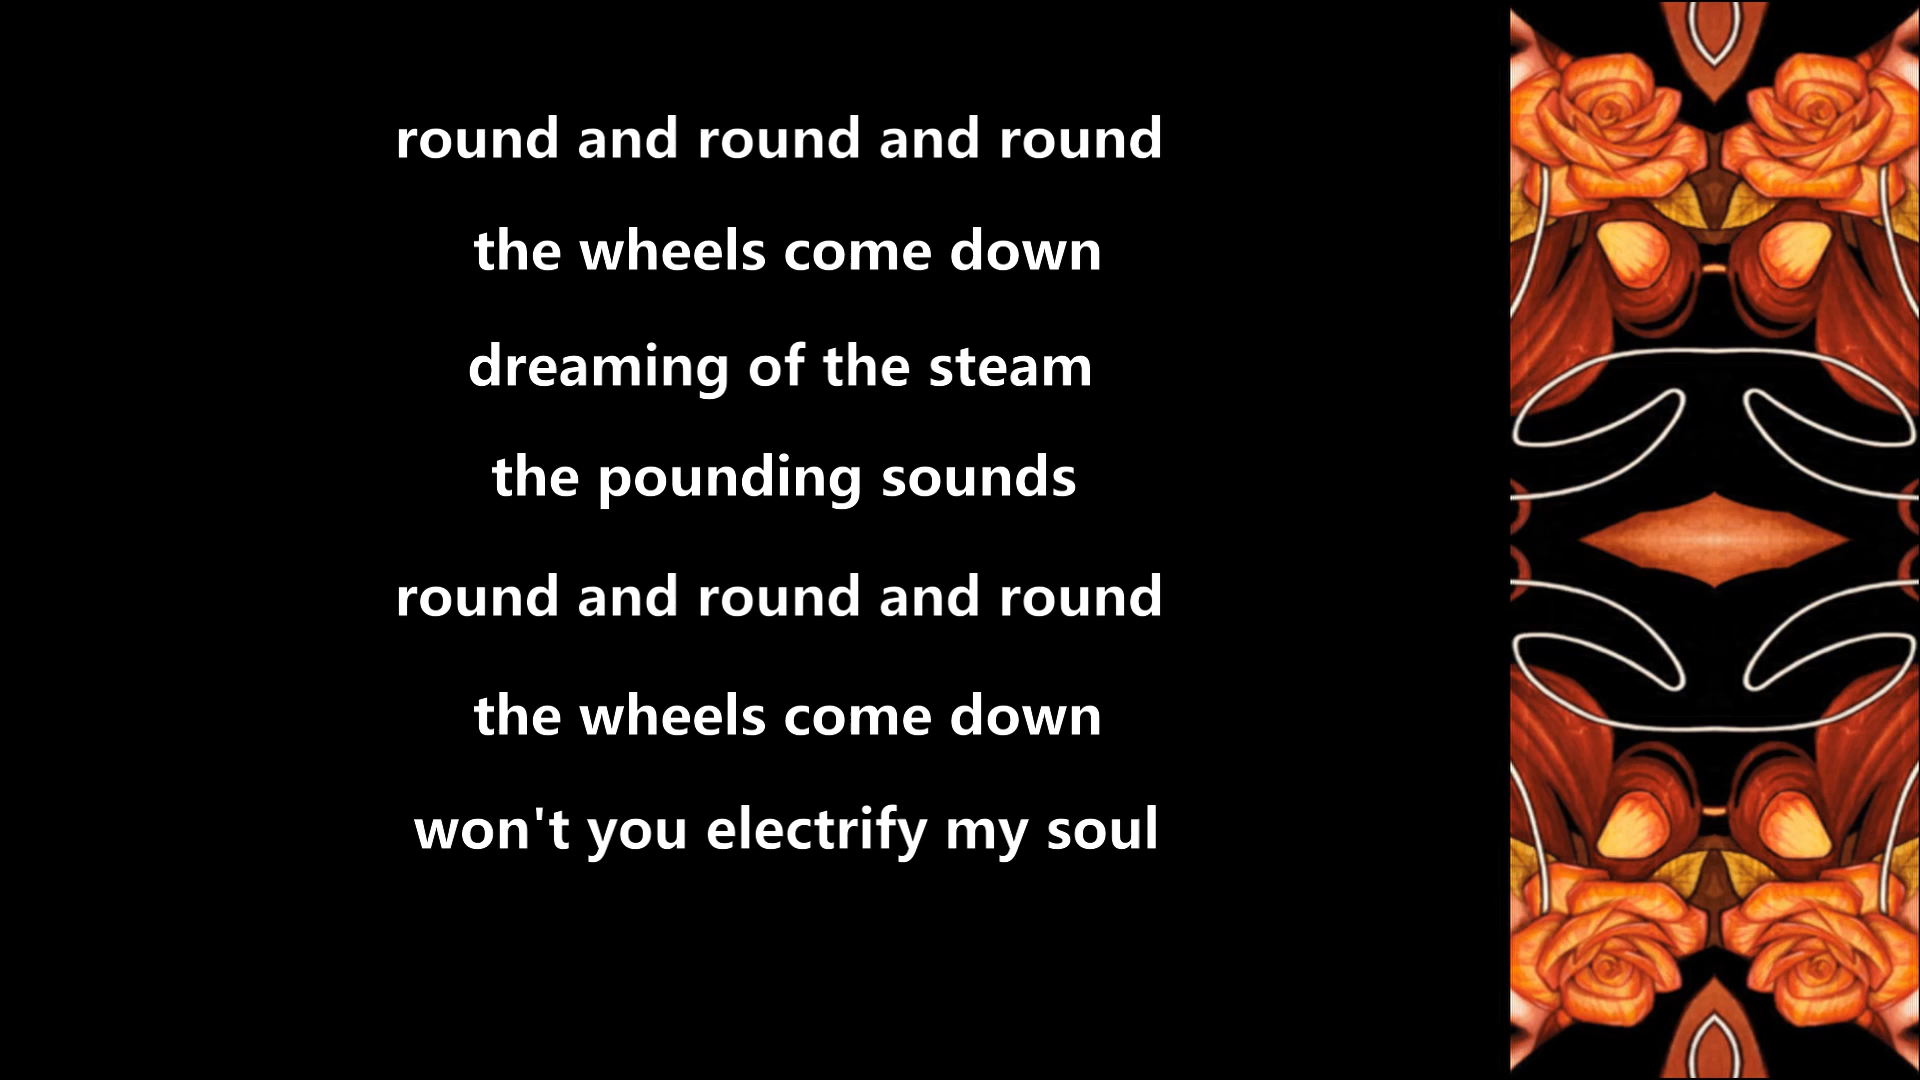 round and round and round
the wheels come down
dreaming of the steam
the pounding sounds
round and round and round
the wheels come down
won't you electrify my soul